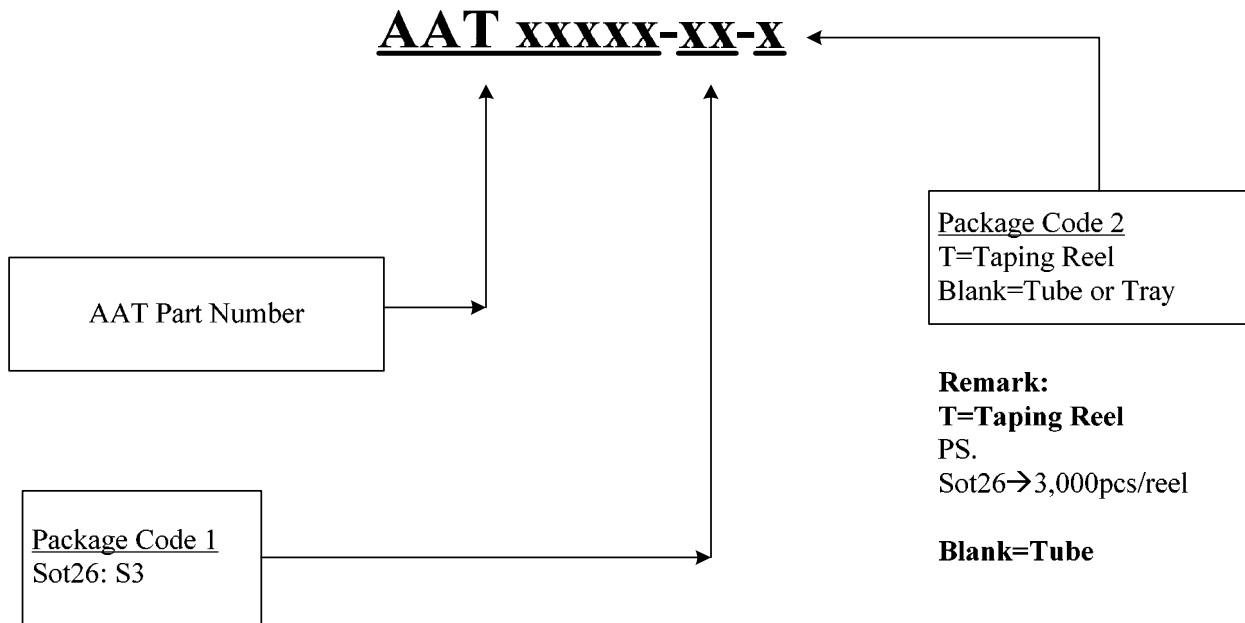 AAT xxxxx-xx-x
Package Code 2
T=Taping Reel
Blank=Tube or Tray
AAT Part Number
Remark:
T=Taping Reel
PS.
Sot26→3,000pcs/reel
Blank=Tube
Package Code 1
Sot26: S3